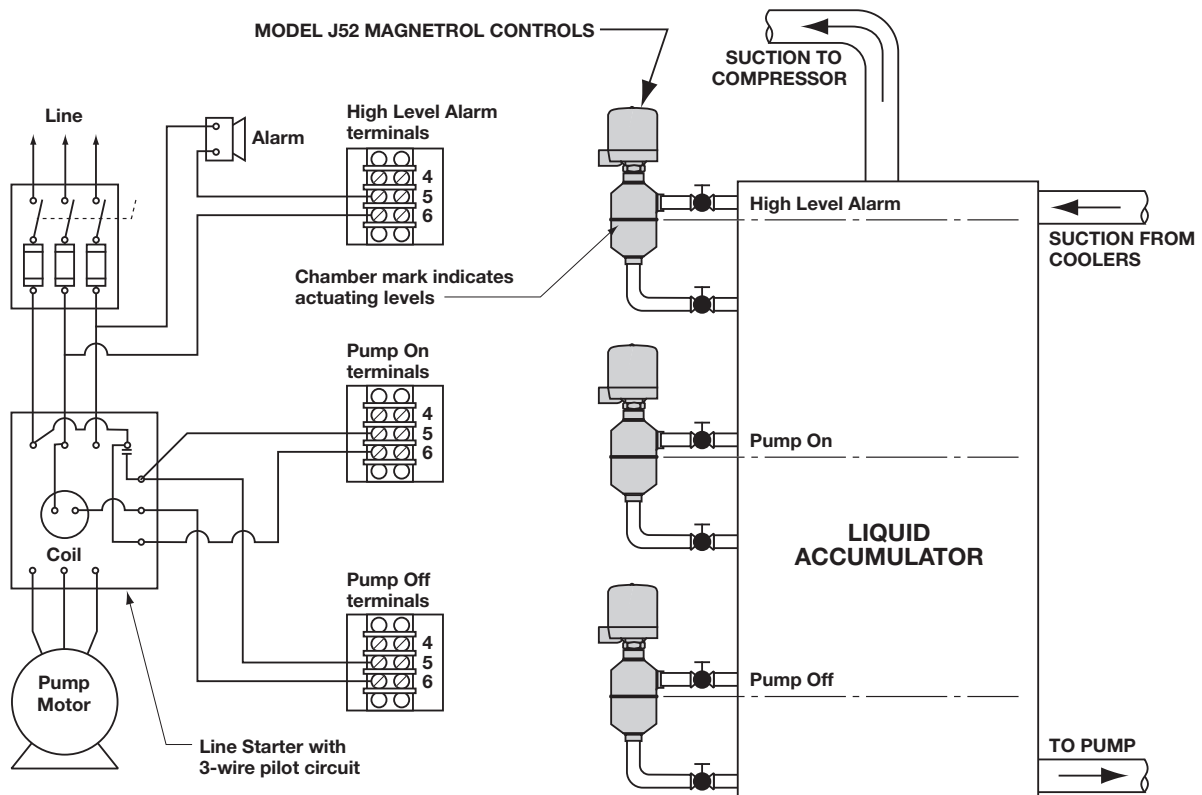 MODEL J52 MAGNETROL CONTROLS
SUCTION TO
COMPRESSOR
Line
Alarm
High Level Alarm
terminals
4
5
6
High Level Alarm
SUCTION FROM
COOLERS
Chamber mark indicates
actuating levels
Pump On
terminals
4
5
6
Pump On
Coil
LIQUID
ACCUMULATOR
Pump Off
terminals
4
5
6
Pump Off
Pump
Motor
Line Starter with
3-wire pilot circuit
TO PUMP